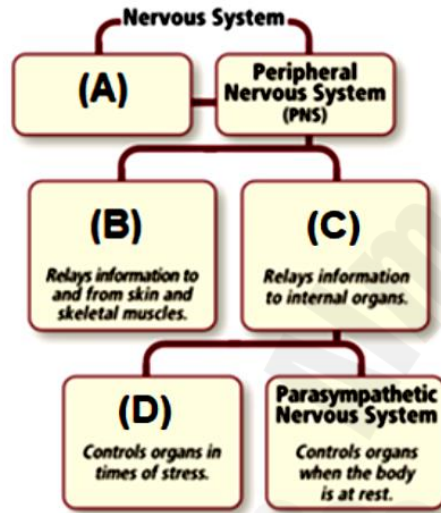 Nervous System
(A)
Peripheral
Nervous System
(PNS)
(B)
Relays information to
and from skin and
skeletal muscles.
(C)
Relays information
to internal organs.
(D)
Controls organs in
times of stress.
Parasympathetic
Nervous System
Controls organs
when the body
is at rest.